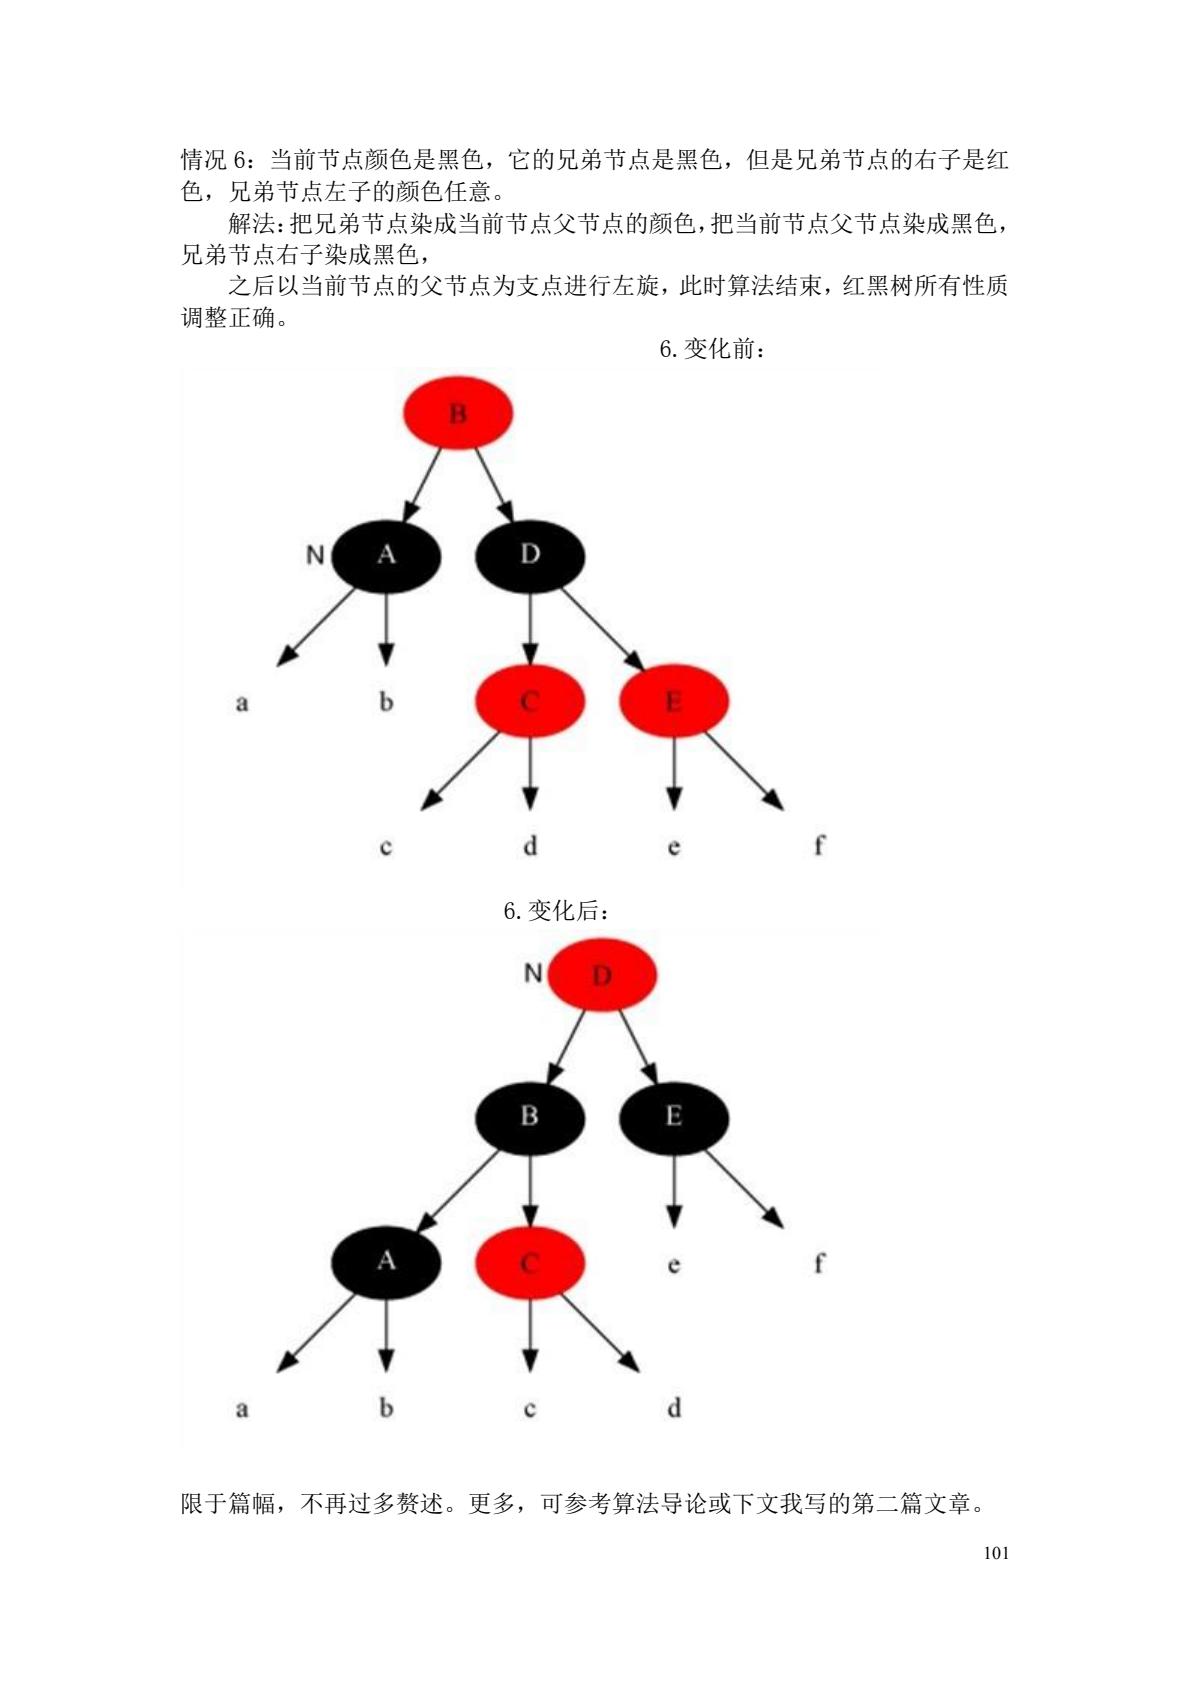 情况 6：当前节点颜色是黑色，它的兄弟节点是黑色，但是兄弟节点的右子是红
色，兄弟节点左子的颜色任意。
解法：把兄弟节点染成当前节点父节点的颜色，把当前节点父节点染成黑色，
兄弟节点右子染成黑色，
之后以当前节点的父节点为支点进行左旋，此时算法结束，红黑树所有性质
调整正确。
6.变化前：
B
N A D
a b C E
c d e f
6.变化后：
N D
B E
A C e f
a b c d
限于篇幅，不再过多赘述。更多，可参考算法导论或下文我写的第二篇文章。
101